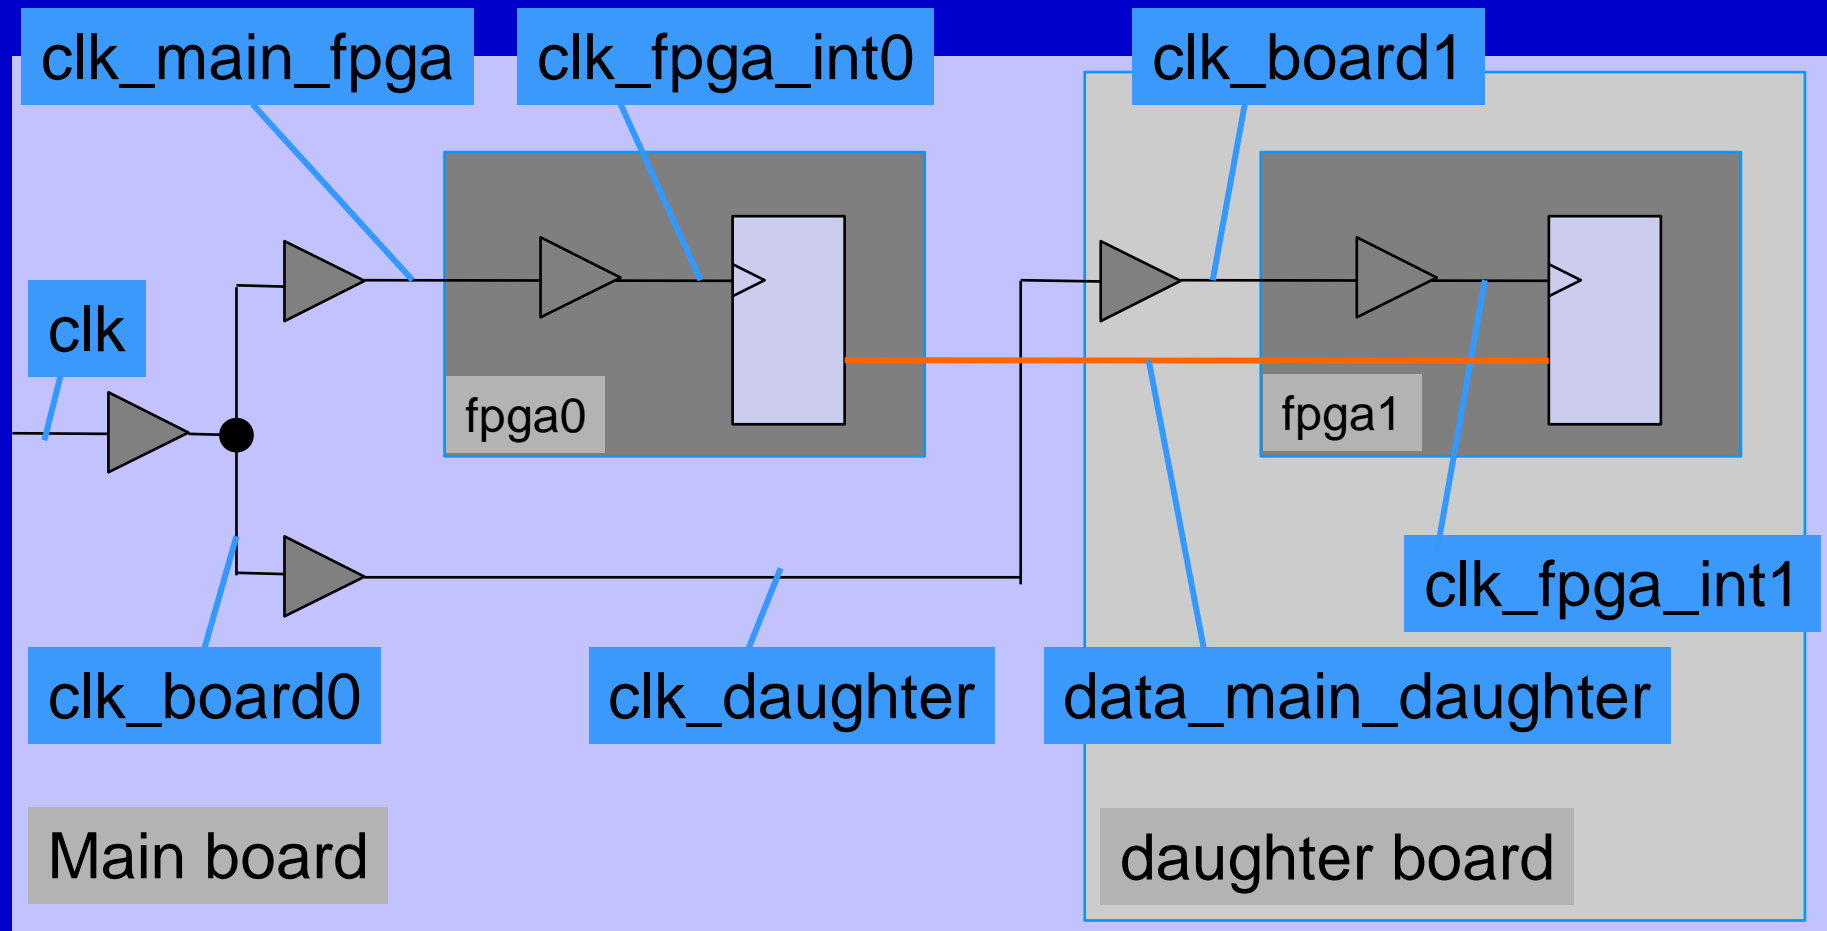 clk_main_fpga
clk_fpga_int0
clk_board1
clk
fpga0
fpga1
clk_fpga_int1
clk_board0
clk_daughter
data_main_daughter
Main board
daughter board